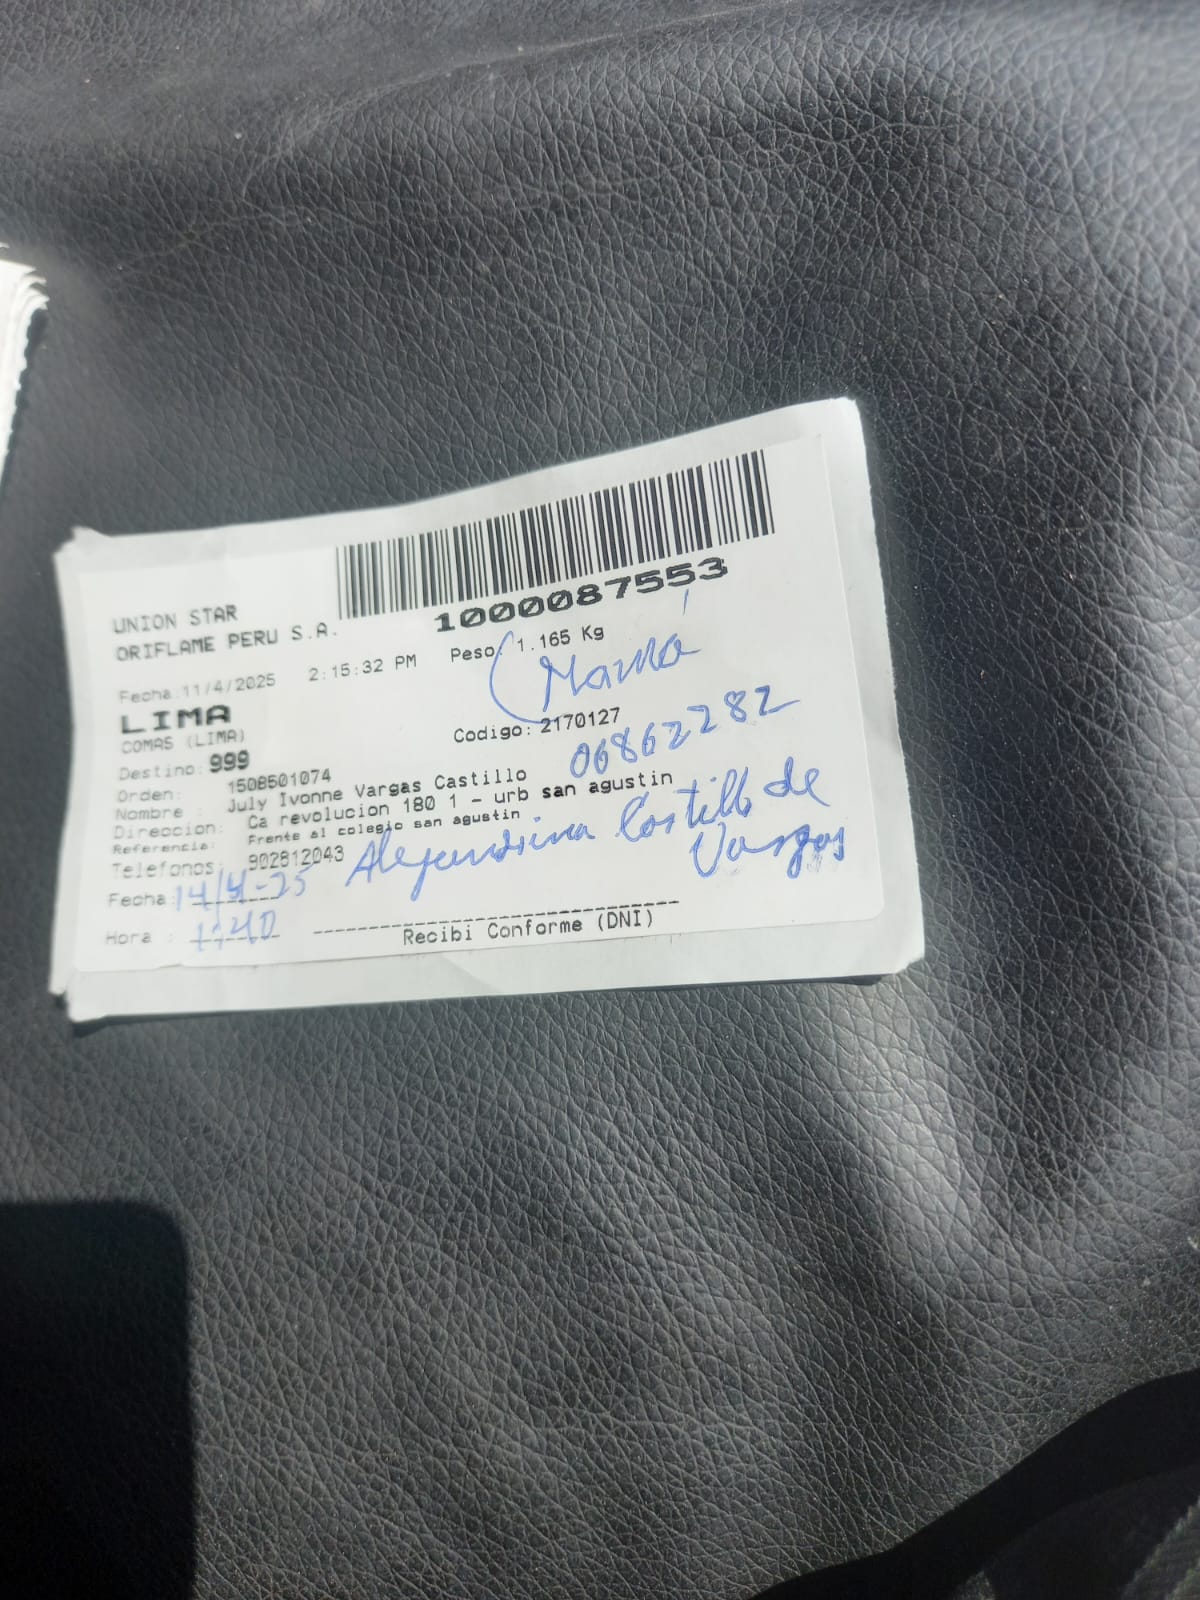 1000087553
UNION STAR
ORIFLAME PERU S.A.
Fecha:11/4/2025 2:15:32 PM Peso: 1.165 Kg
(Mamá
LIMA
COMAS (LIMA)
Codigo: 2170127
06862282
Destino: 999
Orden: 1508501074
Nombre : July Ivonne Vargas Castillo
Direccion: Ca revolucion 180 1 - urb san agustin
Referencia: Frente al colegio san agustin
Telefonos: 902812043
Alejandrina Castillo de
Vargas
Fecha: 14/4-25
Hora : 1:40
Recibi Conforme (DNI)